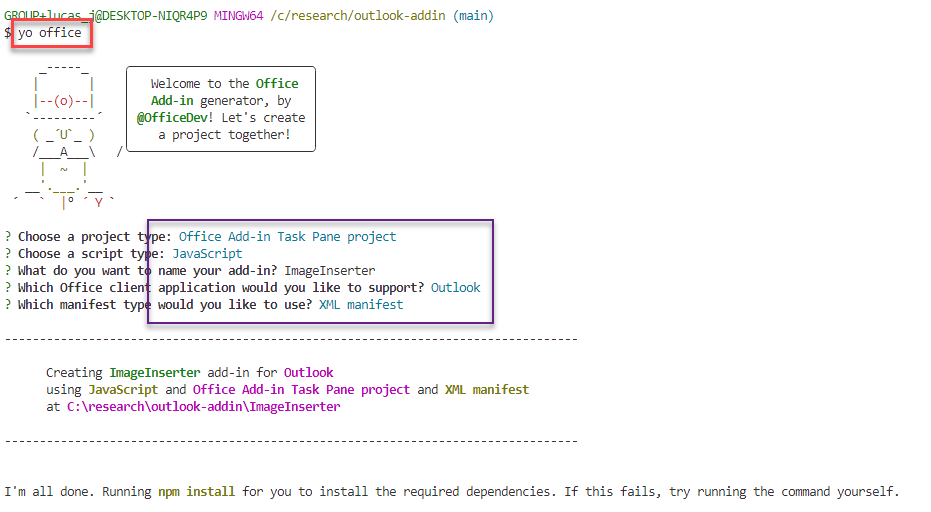 GROUP+lucas_j@DESKTOP-NIQR4P9 MINGW64 /c/research/outlook-addin (main)
$ yo office
Welcome to the Office
Add-in generator, by
@OfficeDev! Let's create
a project together!
? Choose a project type: Office Add-in Task Pane project
? Choose a script type: JavaScript
? What do you want to name your add-in? ImageInserter
? Which Office client application would you like to support? Outlook
? Which manifest type would you like to use? XML manifest
----------------------------------------------------------------------------------
Creating ImageInserter add-in for Outlook
using JavaScript and Office Add-in Task Pane project and XML manifest
at C:\research\outlook-addin\ImageInserter
----------------------------------------------------------------------------------
I'm all done. Running npm install for you to install the required dependencies. If this fails, try running the command yourself.